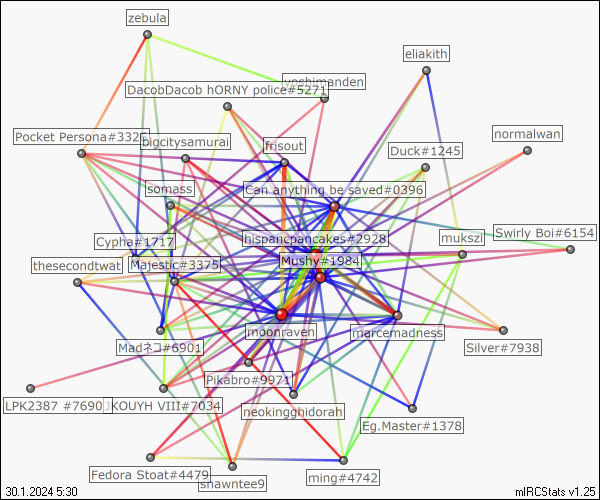 zebula
eliakith
yoshimanden
DacobDacob hORNY police#5271
Pocket Persona#3325
bigcitysamurai
frisout
normalwan
Duck#1245
somass
Can anything be saved#0396
Cypha#1717
hispancpancakes#2928
mukszi
Swirly Boi#6154
thesecondtwat
Majestic#3375
Mushy#1984
moonraven
marcemadness
Madネコ#6901
Silver#7938
Pikabro#9971
LPK2387 #7690
KOUYH VIII#7034
neokingghidorah
Eg.Master#1378
Fedora Stoat#4479
shawntee9
ming#4742
30.1.2024 5:30
mIRCStats v1.25